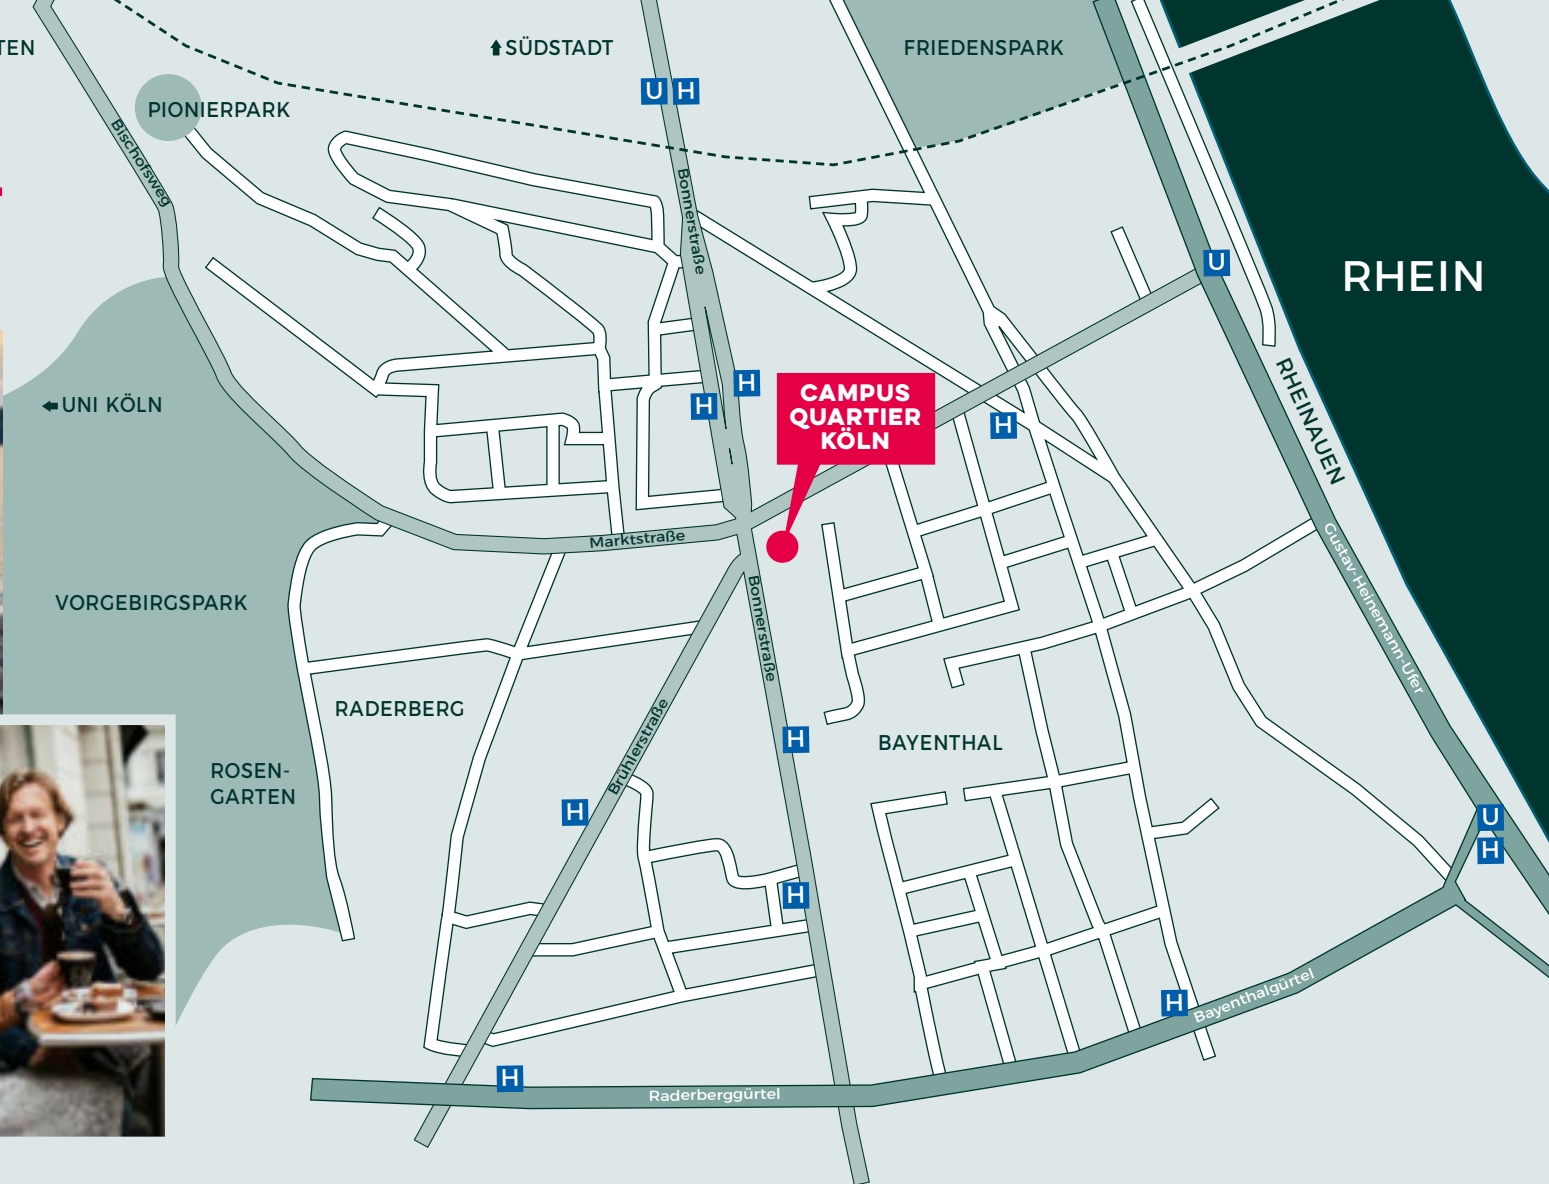 TEN
SÜDSTADT
FRIEDENSPARK
U H
PIONIERPARK
Bischofsweg
Bonnerstraße
U
RHEIN
H
H
CAMPUS
QUARTIER
KÖLN
UNI KÖLN
H
RHEINAUEN
Marktstraße
Gustav-Heinemann-Ufer
VORGEBIRGSPARK
Bonnerstraße
RADERBERG
Brühlerstraße
H
BAYENTHAL
ROSEN-
GARTEN
H
U
H
H
H
Bayenthalgürtel
H
Raderberggürtel